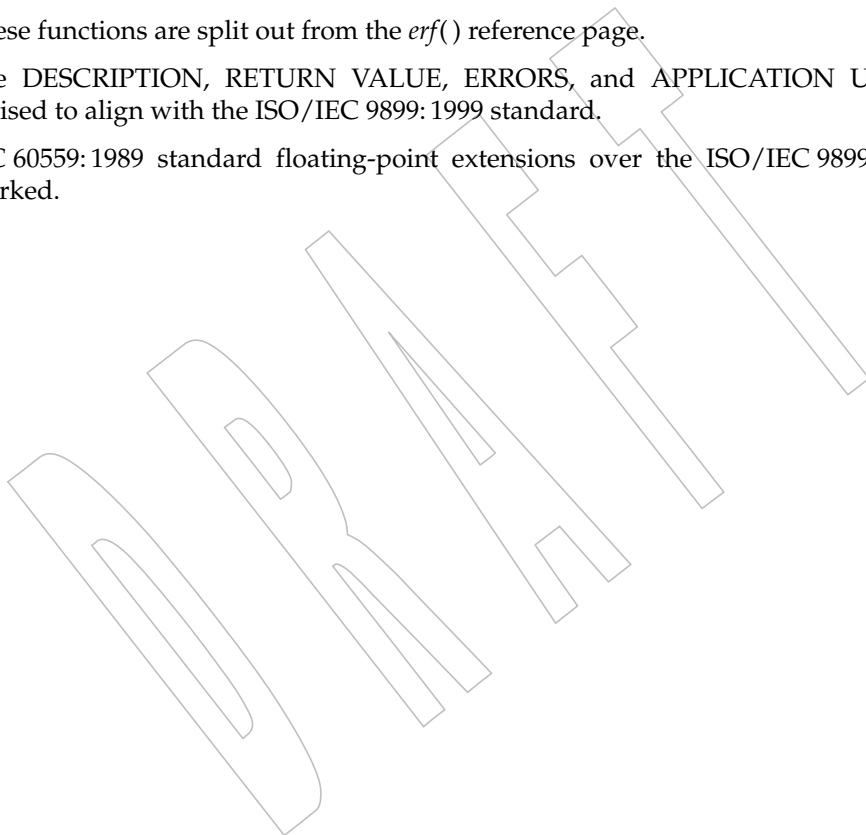 ese functions are split out from the erf( ) reference page.
e DESCRIPTION, RETURN VALUE, ERRORS, and APPLICATION U
ised to align with the ISO/IEC 9899: 1999 standard.
C 60559: 1989 standard floating-point extensions over the ISO/IEC 9899
rked.
DRAFT